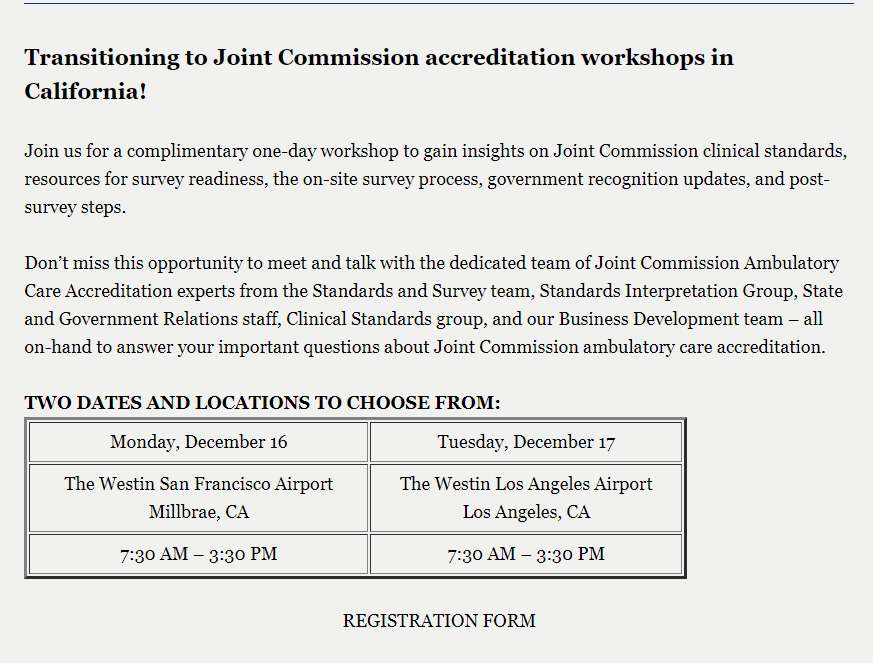 Transitioning to Joint Commission accreditation workshops in
California!
Join us for a complimentary one-day workshop to gain insights on Joint Commission clinical standards,
resources for survey readiness, the on-site survey process, government recognition updates, and post-
survey steps.
Don’t miss this opportunity to meet and talk with the dedicated team of Joint Commission Ambulatory
Care Accreditation experts from the Standards and Survey team, Standards Interpretation Group, State
and Government Relations staff, Clinical Standards group, and our Business Development team – all
on-hand to answer your important questions about Joint Commission ambulatory care accreditation.
TWO DATES AND LOCATIONS TO CHOOSE FROM:
Monday, December 16 Tuesday, December 17
The Westin San Francisco Airport The Westin Los Angeles Airport
Millbrae, CA Los Angeles, CA
7:30 AM – 3:30 PM 7:30 AM – 3:30 PM
REGISTRATION FORM